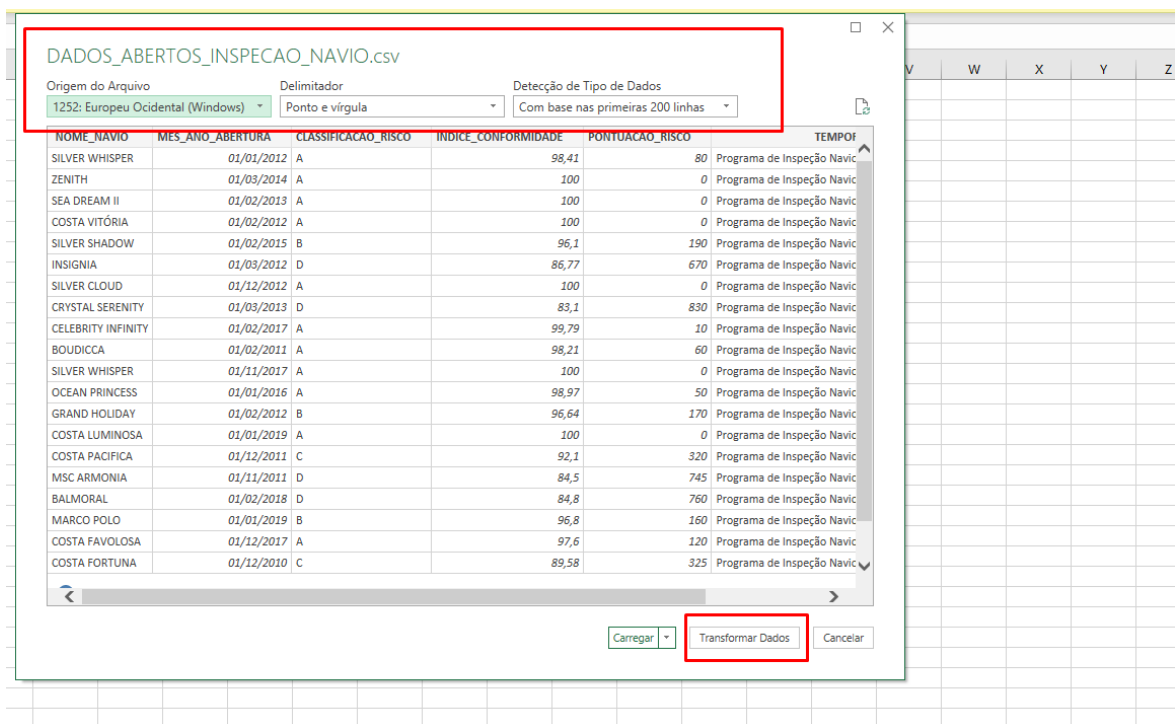 V W X Y Z
DADOS_ABERTOS_INSPECAO_NAVIO.csv
Origem do Arquivo Delimitador Detecção de Tipo de Dados
1252: Europeu Ocidental (Windows) Ponto e vírgula Com base nas primeiras 200 linhas
NOME_NAVIO MES_ANO_ABERTURA CLASSIFICACAO_RISCO INDICE_CONFORMIDADE PONTUACAO_RISCO TEMPOR
SILVER WHISPER 01/01/2012 A 98,41 80 Programa de Inspeção Navic
ZENITH 01/03/2014 A 100 0 Programa de Inspeção Navic
SEA DREAM II 01/02/2013 A 100 0 Programa de Inspeção Navic
COSTA VITÓRIA 01/02/2012 A 100 0 Programa de Inspeção Navic
SILVER SHADOW 01/02/2015 B 96,1 190 Programa de Inspeção Navic
INSIGNIA 01/03/2012 D 86,77 670 Programa de Inspeção Navic
SILVER CLOUD 01/12/2012 A 100 0 Programa de Inspeção Navic
CRYSTAL SERENITY 01/03/2013 D 83,1 830 Programa de Inspeção Navic
CELEBRITY INFINITY 01/02/2017 A 99,79 10 Programa de Inspeção Navic
BOUDICCA 01/02/2011 A 98,21 60 Programa de Inspeção Navic
SILVER WHISPER 01/11/2017 A 100 0 Programa de Inspeção Navic
OCEAN PRINCESS 01/01/2016 A 98,97 50 Programa de Inspeção Navic
GRAND HOLIDAY 01/02/2012 B 96,64 170 Programa de Inspeção Navic
COSTA LUMINOSA 01/01/2019 A 100 0 Programa de Inspeção Navic
COSTA PACIFICA 01/12/2011 C 92,1 320 Programa de Inspeção Navic
MSC ARMONIA 01/11/2011 D 84,5 745 Programa de Inspeção Navic
BALMORAL 01/02/2018 D 84,8 760 Programa de Inspeção Navic
MARCO POLO 01/01/2019 B 96,8 160 Programa de Inspeção Navic
COSTA FAVOLOSA 01/12/2017 A 97,6 120 Programa de Inspeção Navic
COSTA FORTUNA 01/12/2010 C 89,58 325 Programa de Inspeção Navic
Carregar Transformar Dados Cancelar